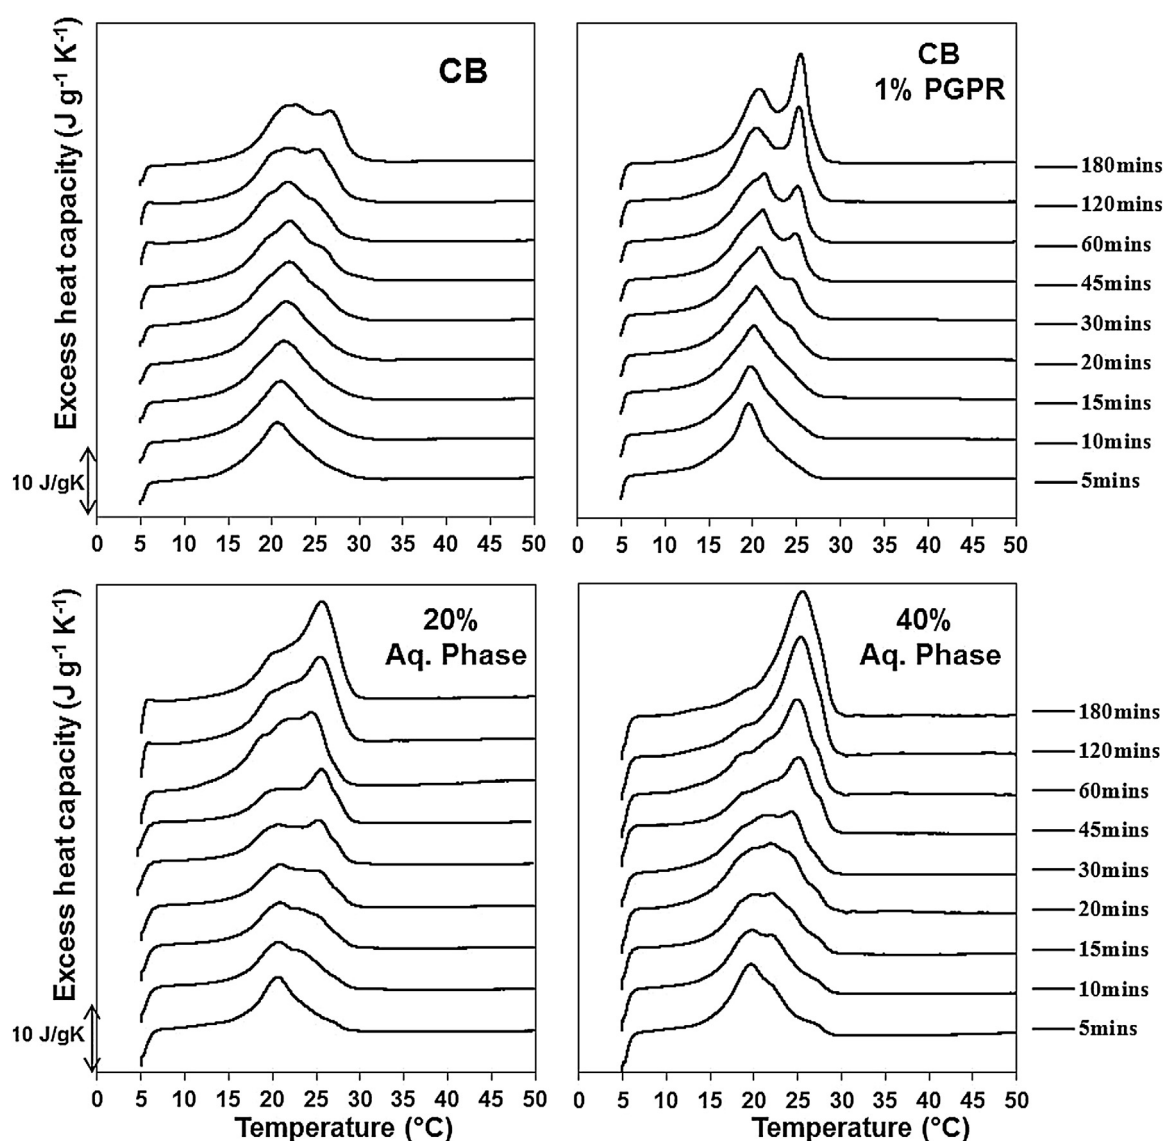 Excess heat capacity (J g⁻¹ K⁻¹)
10 J/gK
CB
0 5 10 15 20 25 30 35 40 45 50
CB
1% PGPR
0 5 10 15 20 25 30 35 40 45 50
180mins
120mins
60mins
45mins
30mins
20mins
15mins
10mins
5mins
Excess heat capacity (J g⁻¹ K⁻¹)
10 J/gK
20%
Aq. Phase
0 5 10 15 20 25 30 35 40 45 50
Temperature (°C)
40%
Aq. Phase
0 5 10 15 20 25 30 35 40 45 50
Temperature (°C)
180mins
120mins
60mins
45mins
30mins
20mins
15mins
10mins
5mins